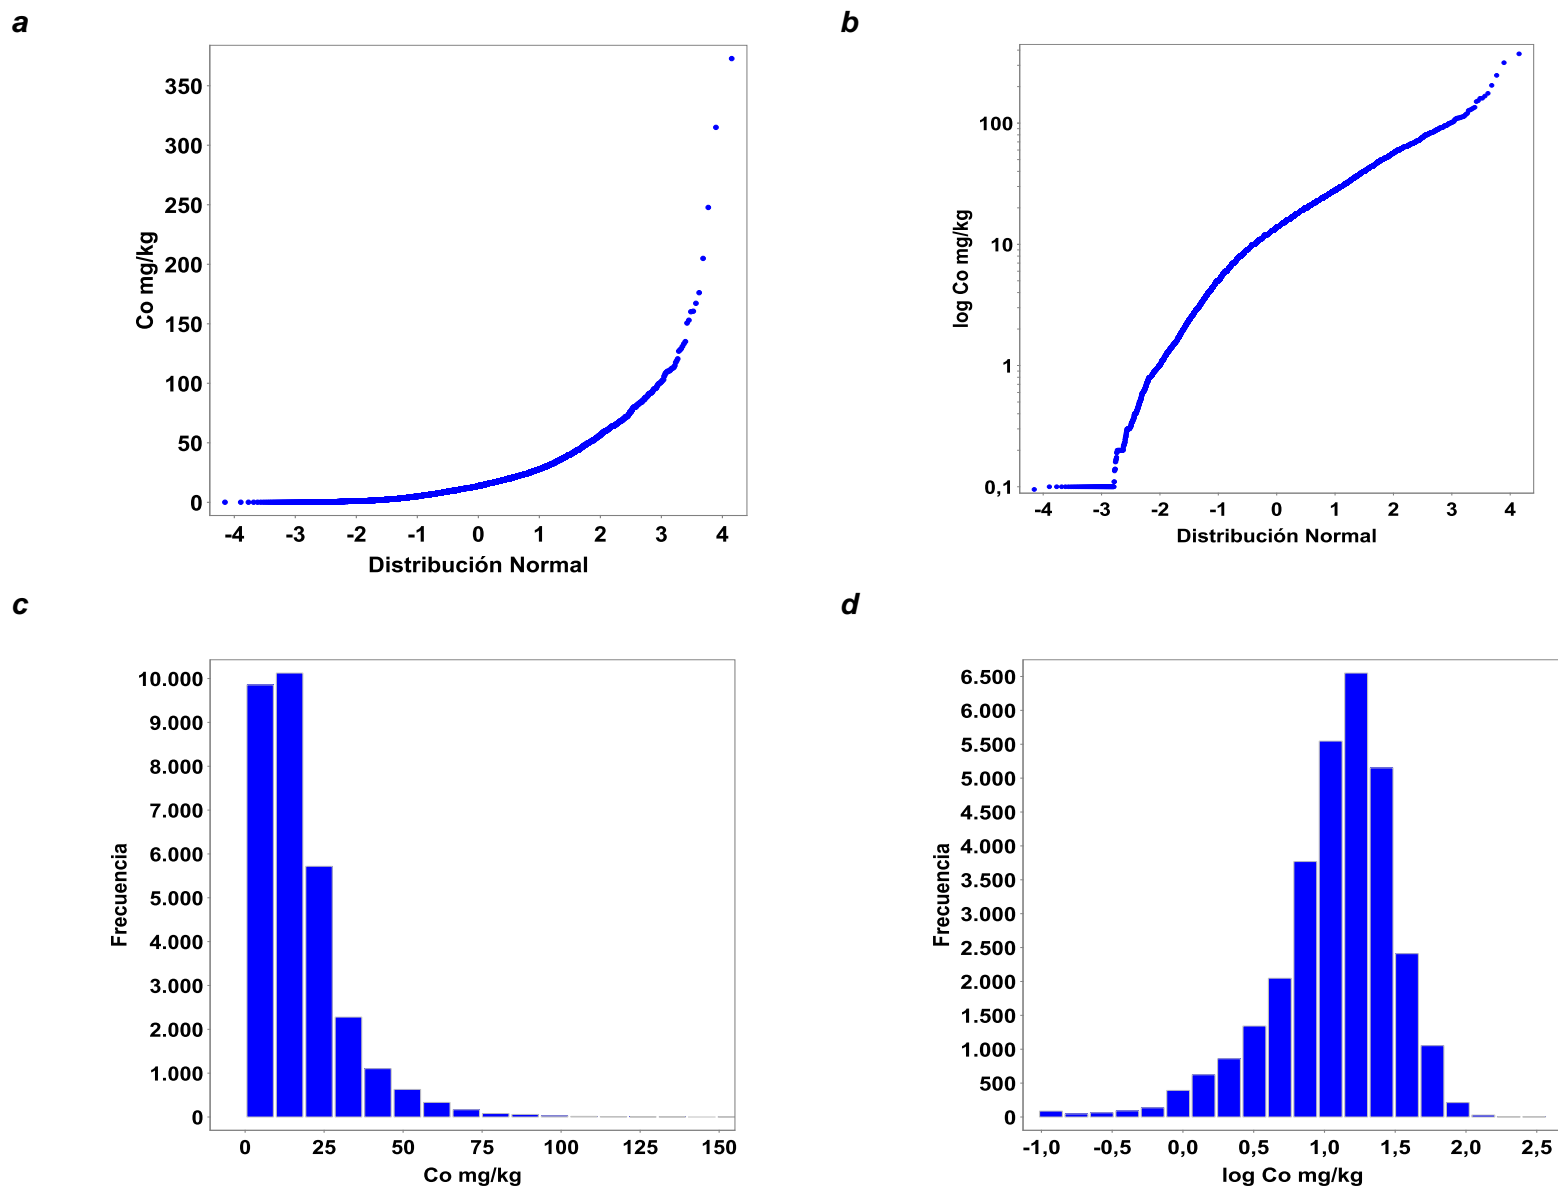 a
350
300
250
200
150
100
50
0
Co mg/kg
-4 -3 -2 -1 0 1 2 3 4
Distribución Normal
b
100
10
1
0,1
log Co mg/kg
-4 -3 -2 -1 0 1 2 3 4
Distribución Normal
c
10.000
9.000
8.000
7.000
6.000
5.000
4.000
3.000
2.000
1.000
0
Frecuencia
0 25 50 75 100 125 150
Co mg/kg
d
6.500
6.000
5.500
5.000
4.500
4.000
3.500
3.000
2.500
2.000
1.500
1.000
500
0
Frecuencia
-1,0 -0,5 0,0 0,5 1,0 1,5 2,0 2,5
log Co mg/kg